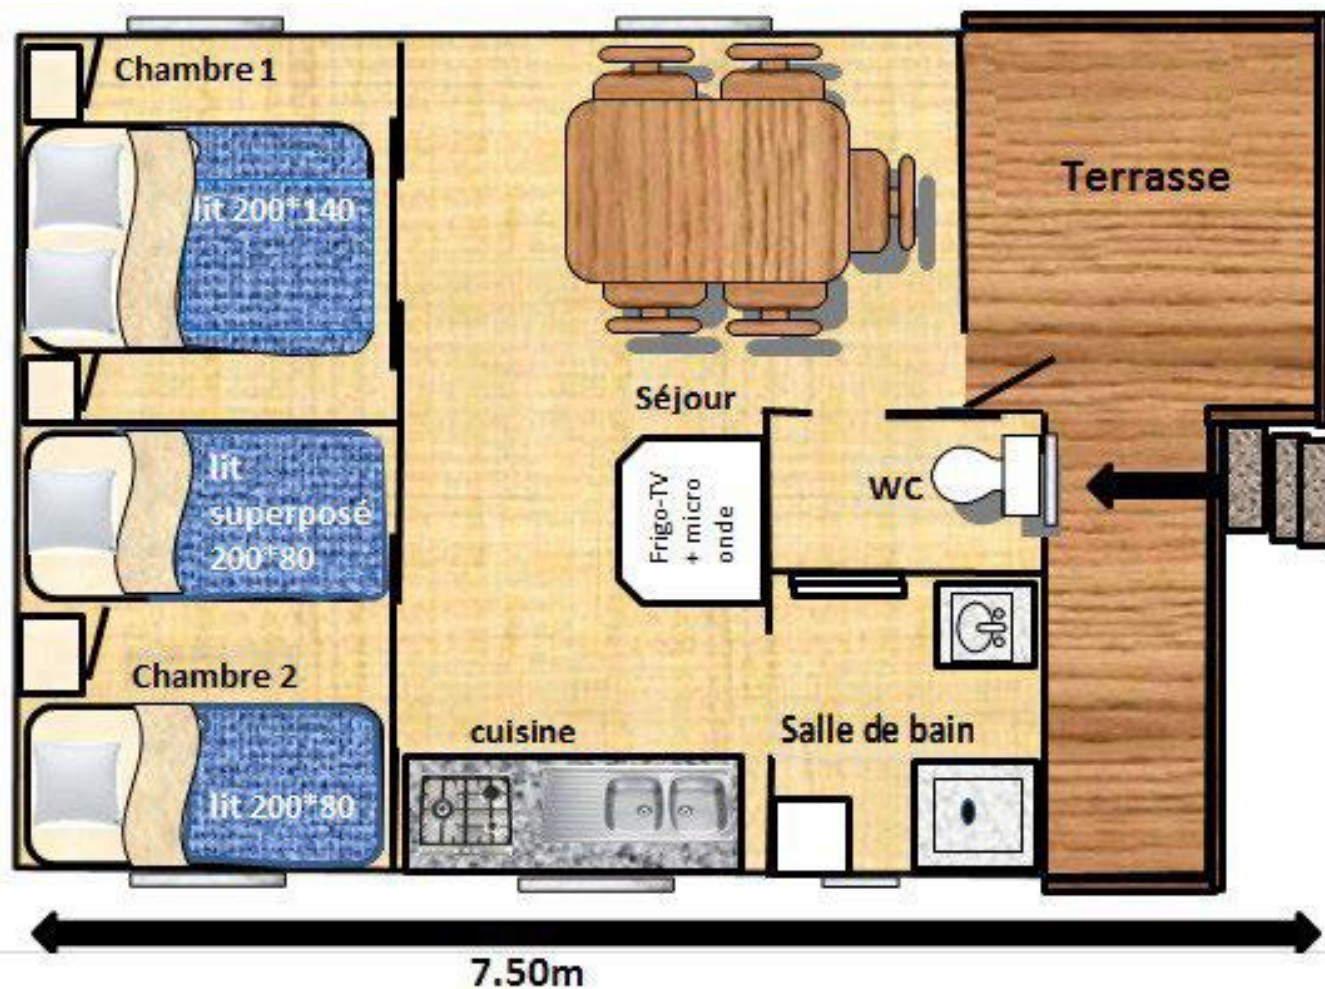 Chambre 1
lit 200*140
Terrasse
Séjour
lit
superposé
200*80
Frigo-TV
+ micro
onde
WC
Chambre 2
cuisine
Salle de bain
lit 200*80
7.50m